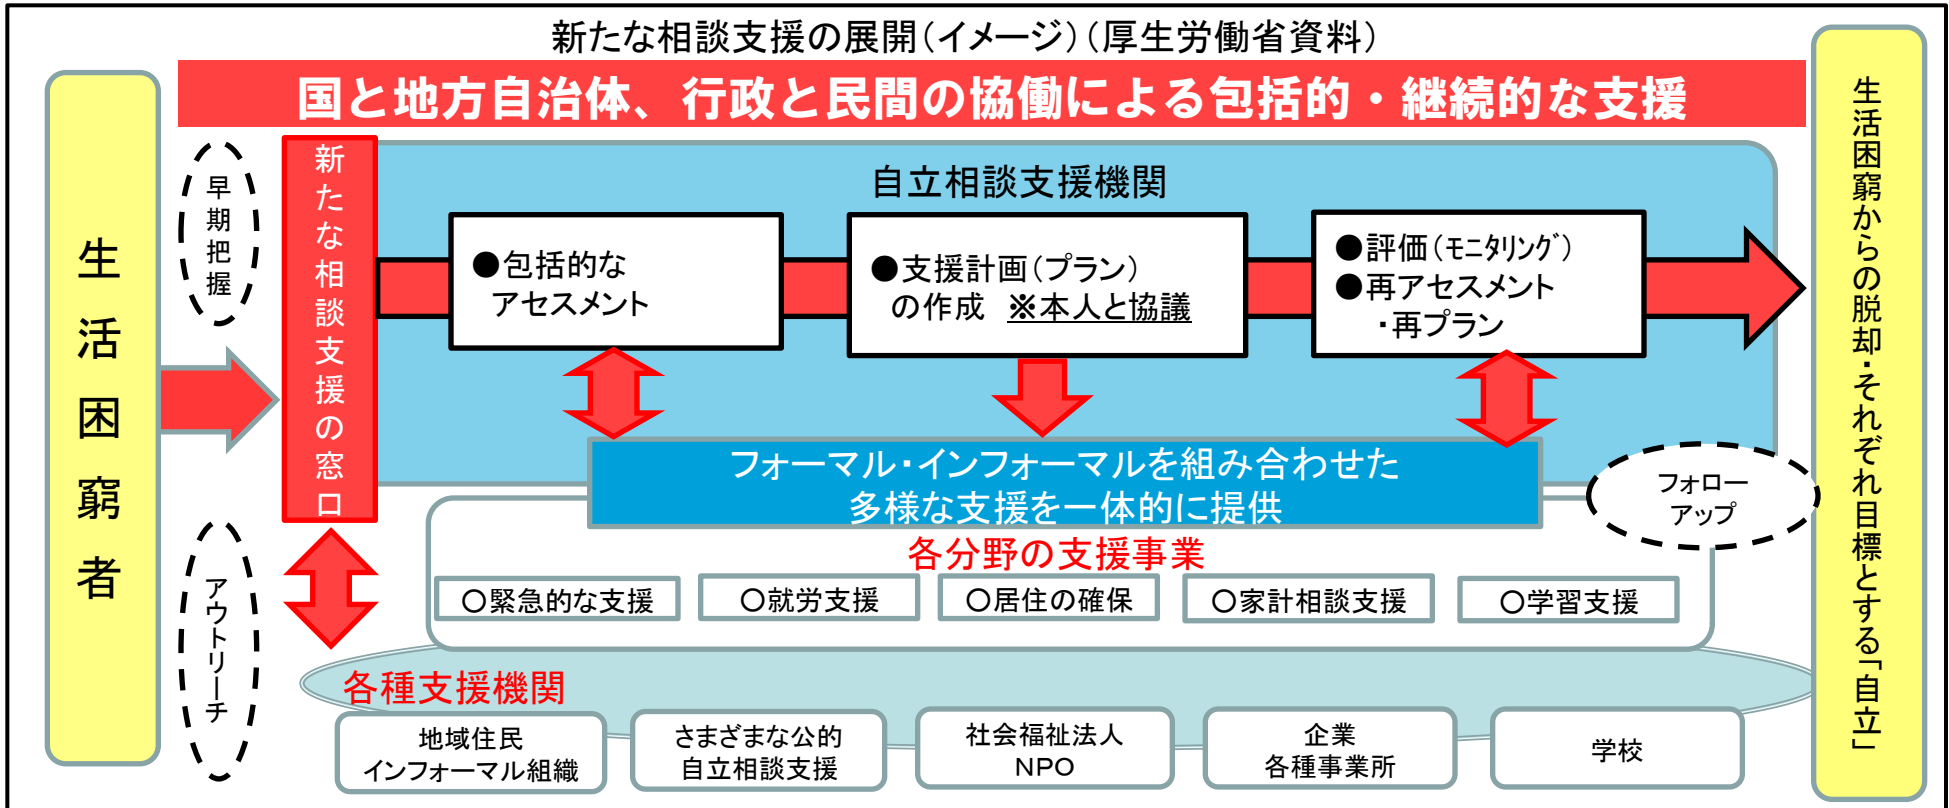 新たな相談支援の展開(イメージ)(厚生労働省資料)
国と地方自治体、行政と民間の協働による包括的・継続的な支援
生活困窮者
早期把握
アウトリーチ
新たな相談支援の窓口
自立相談支援機関
●包括的な
アセスメント
●支援計画(プラン)
の作成 ※本人と協議
●評価(ﾓﾆﾀﾘﾝｸﾞ)
●再アセスメント
・再プラン
フォーマル・インフォーマルを組み合わせた
多様な支援を一体的に提供
フォロー
アップ
各分野の支援事業
○緊急的な支援
○就労支援
○居住の確保
○家計相談支援
○学習支援
各種支援機関
地域住民
インフォーマル組織
さまざまな公的
自立相談支援
社会福祉法人
NPO
企業
各種事業所
学校
生活困窮からの脱却・それぞれ目標とする「自立」